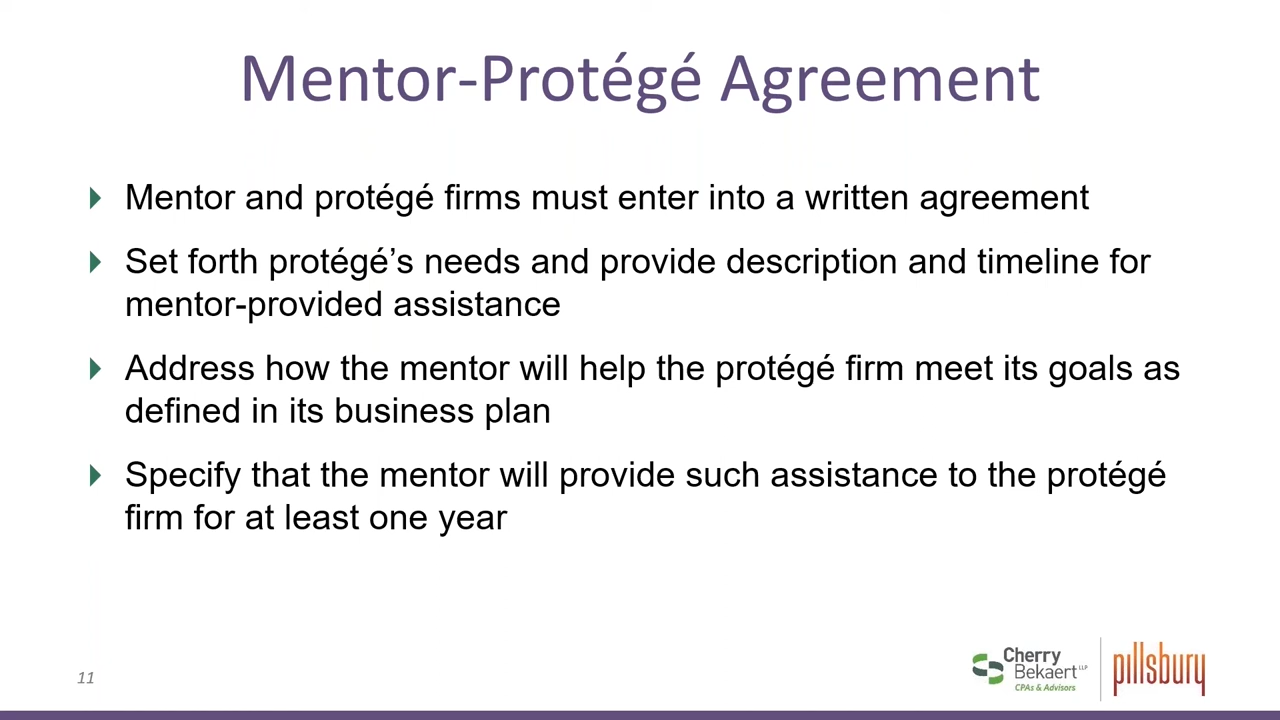 Mentor-Protégé Agreement
Mentor and protégé firms must enter into a written agreement
Set forth protégé’s needs and provide description and timeline for
mentor-provided assistance
Address how the mentor will help the protégé firm meet its goals as
defined in its business plan
Specify that the mentor will provide such assistance to the protégé
firm for at least one year
11
Cherry
Bekaert LLP
CPAs & Advisors
pillsbury